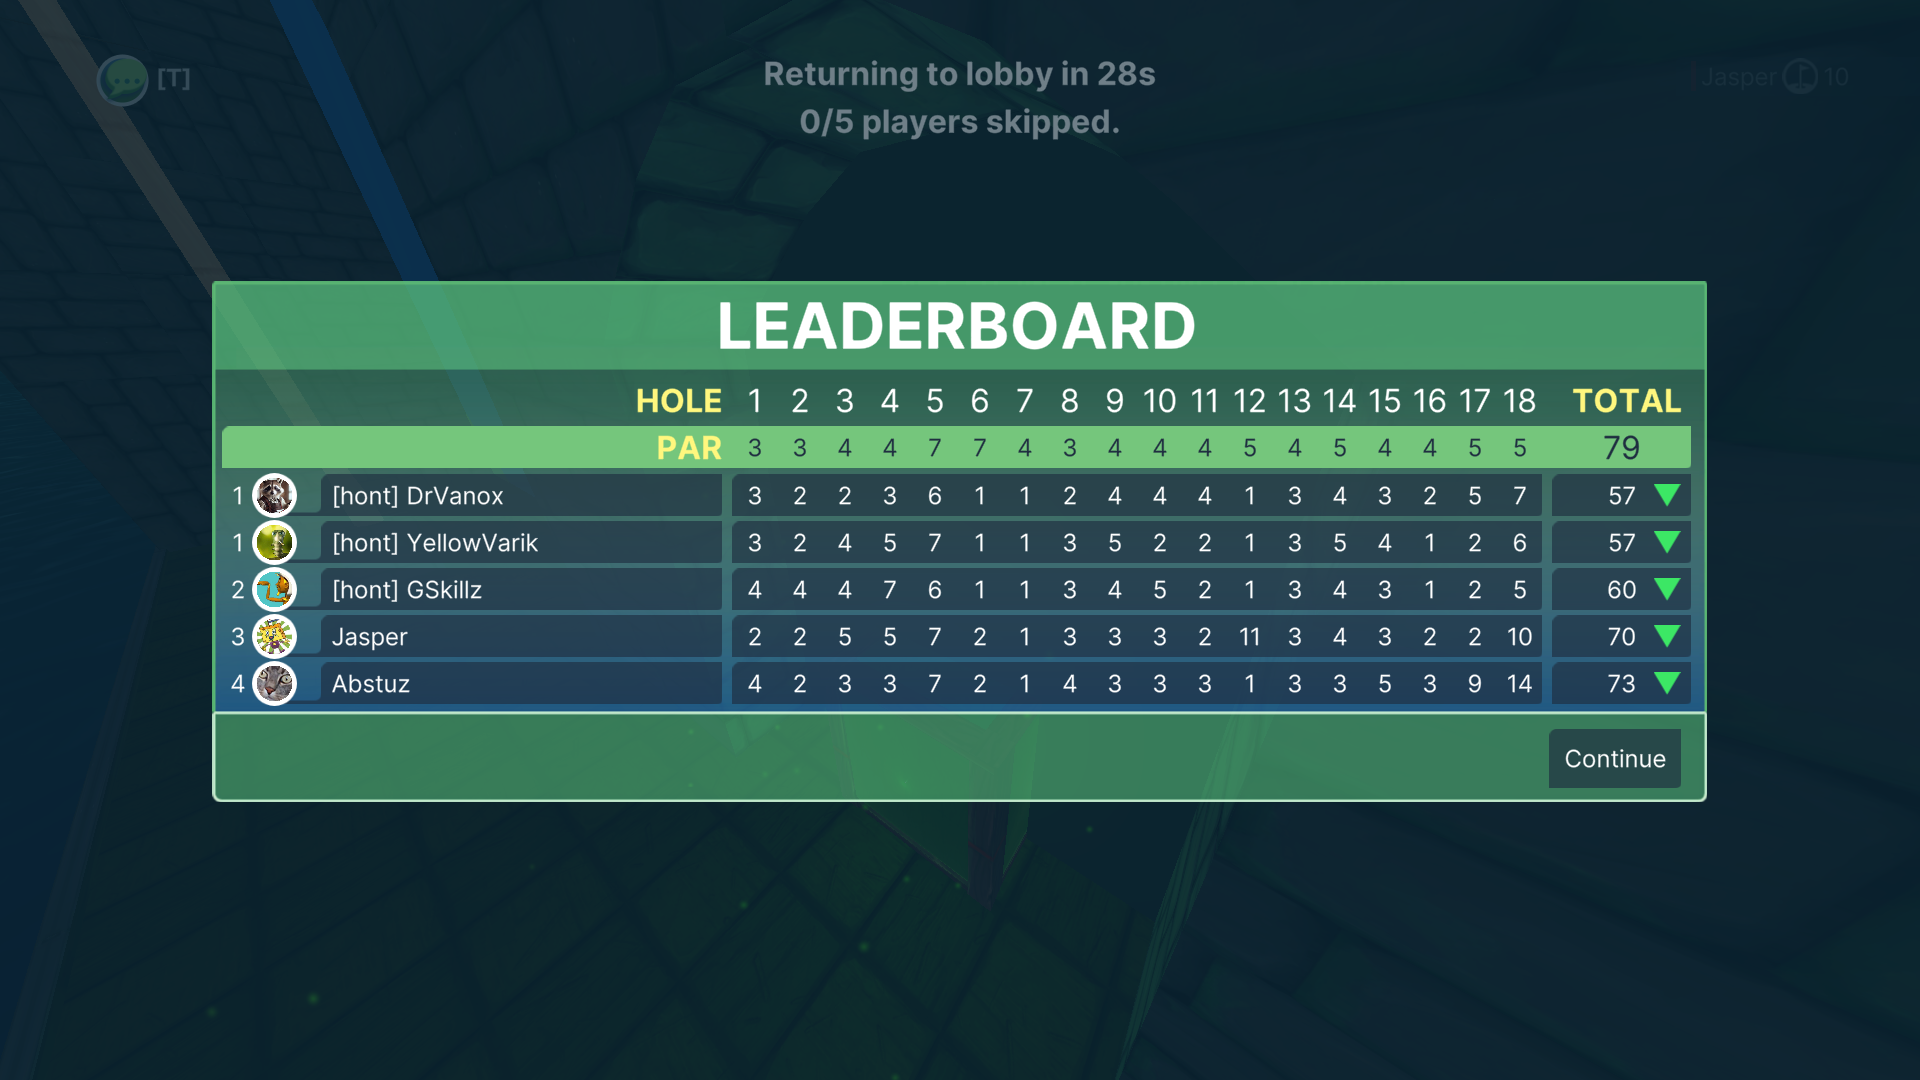 [T]
Returning to lobby in 28s
Jasper 10
0/5 players skipped.
LEADERBOARD
HOLE 1 2 3 4 5 6 7 8 9 10 11 12 13 14 15 16 17 18 TOTAL
PAR 3 3 4 4 7 7 4 3 4 4 4 5 4 5 4 4 5 5 79
1 [hont] DrVanox 3 2 2 3 6 1 1 2 4 4 4 1 3 4 3 2 5 7 57
1 [hont] YellowVarik 3 2 4 5 7 1 1 3 5 2 2 1 3 5 4 1 2 6 57
2 [hont] GSkillz 4 4 4 7 6 1 1 3 4 5 2 1 3 4 3 1 2 5 60
3 Jasper 2 2 5 5 7 2 1 3 3 3 2 11 3 4 3 2 2 10 70
4 Abstuz 4 2 3 3 7 2 1 4 3 3 3 1 3 3 5 3 9 14 73
Continue